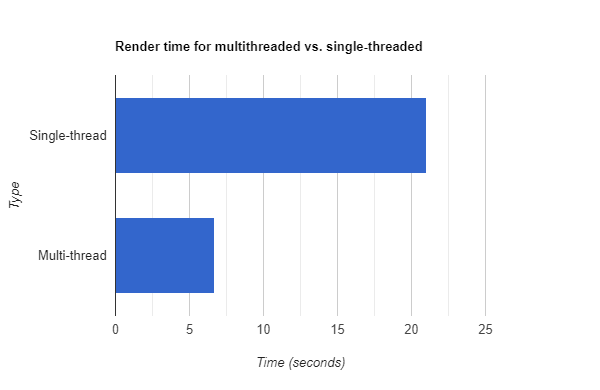 Render time for multithreaded vs. single-threaded
Single-thread
Type
Multi-thread
0 5 10 15 20 25
Time (seconds)